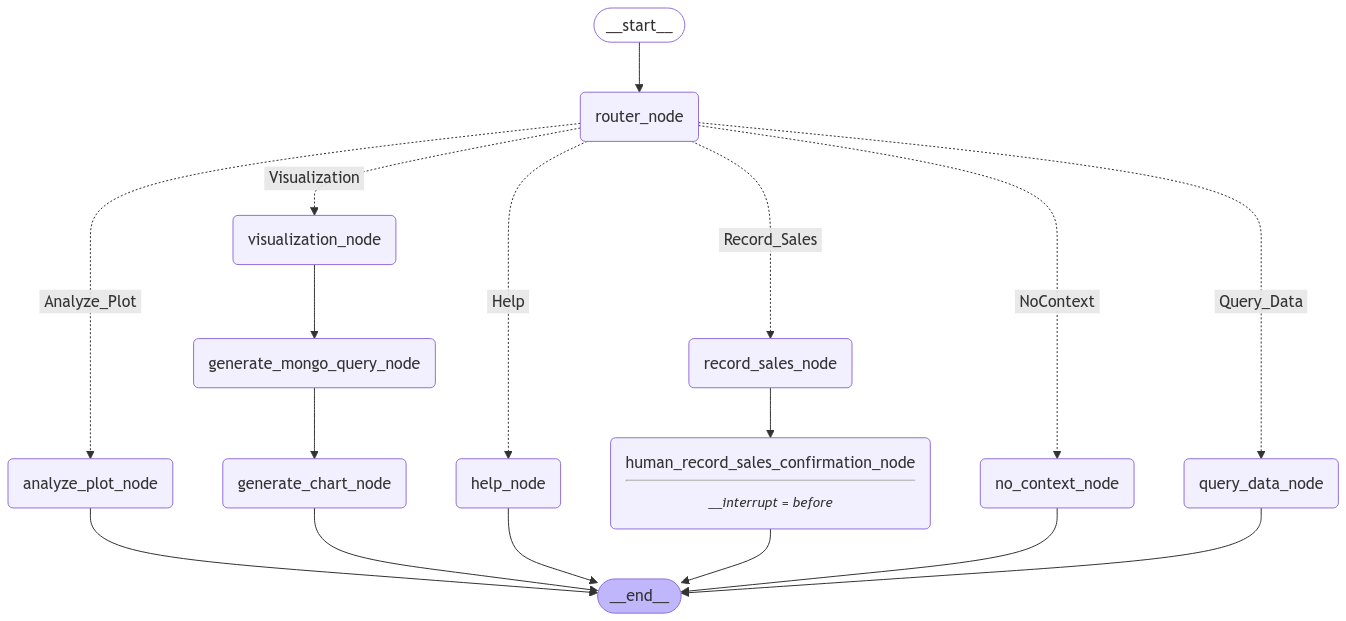 __start__
router_node
Visualization
visualization_node
Record_Sales
Analyze_Plot
Help
NoContext
Query_Data
generate_mongo_query_node
record_sales_node
human_record_sales_confirmation_node
__interrupt = before
analyze_plot_node
generate_chart_node
help_node
no_context_node
query_data_node
__end__